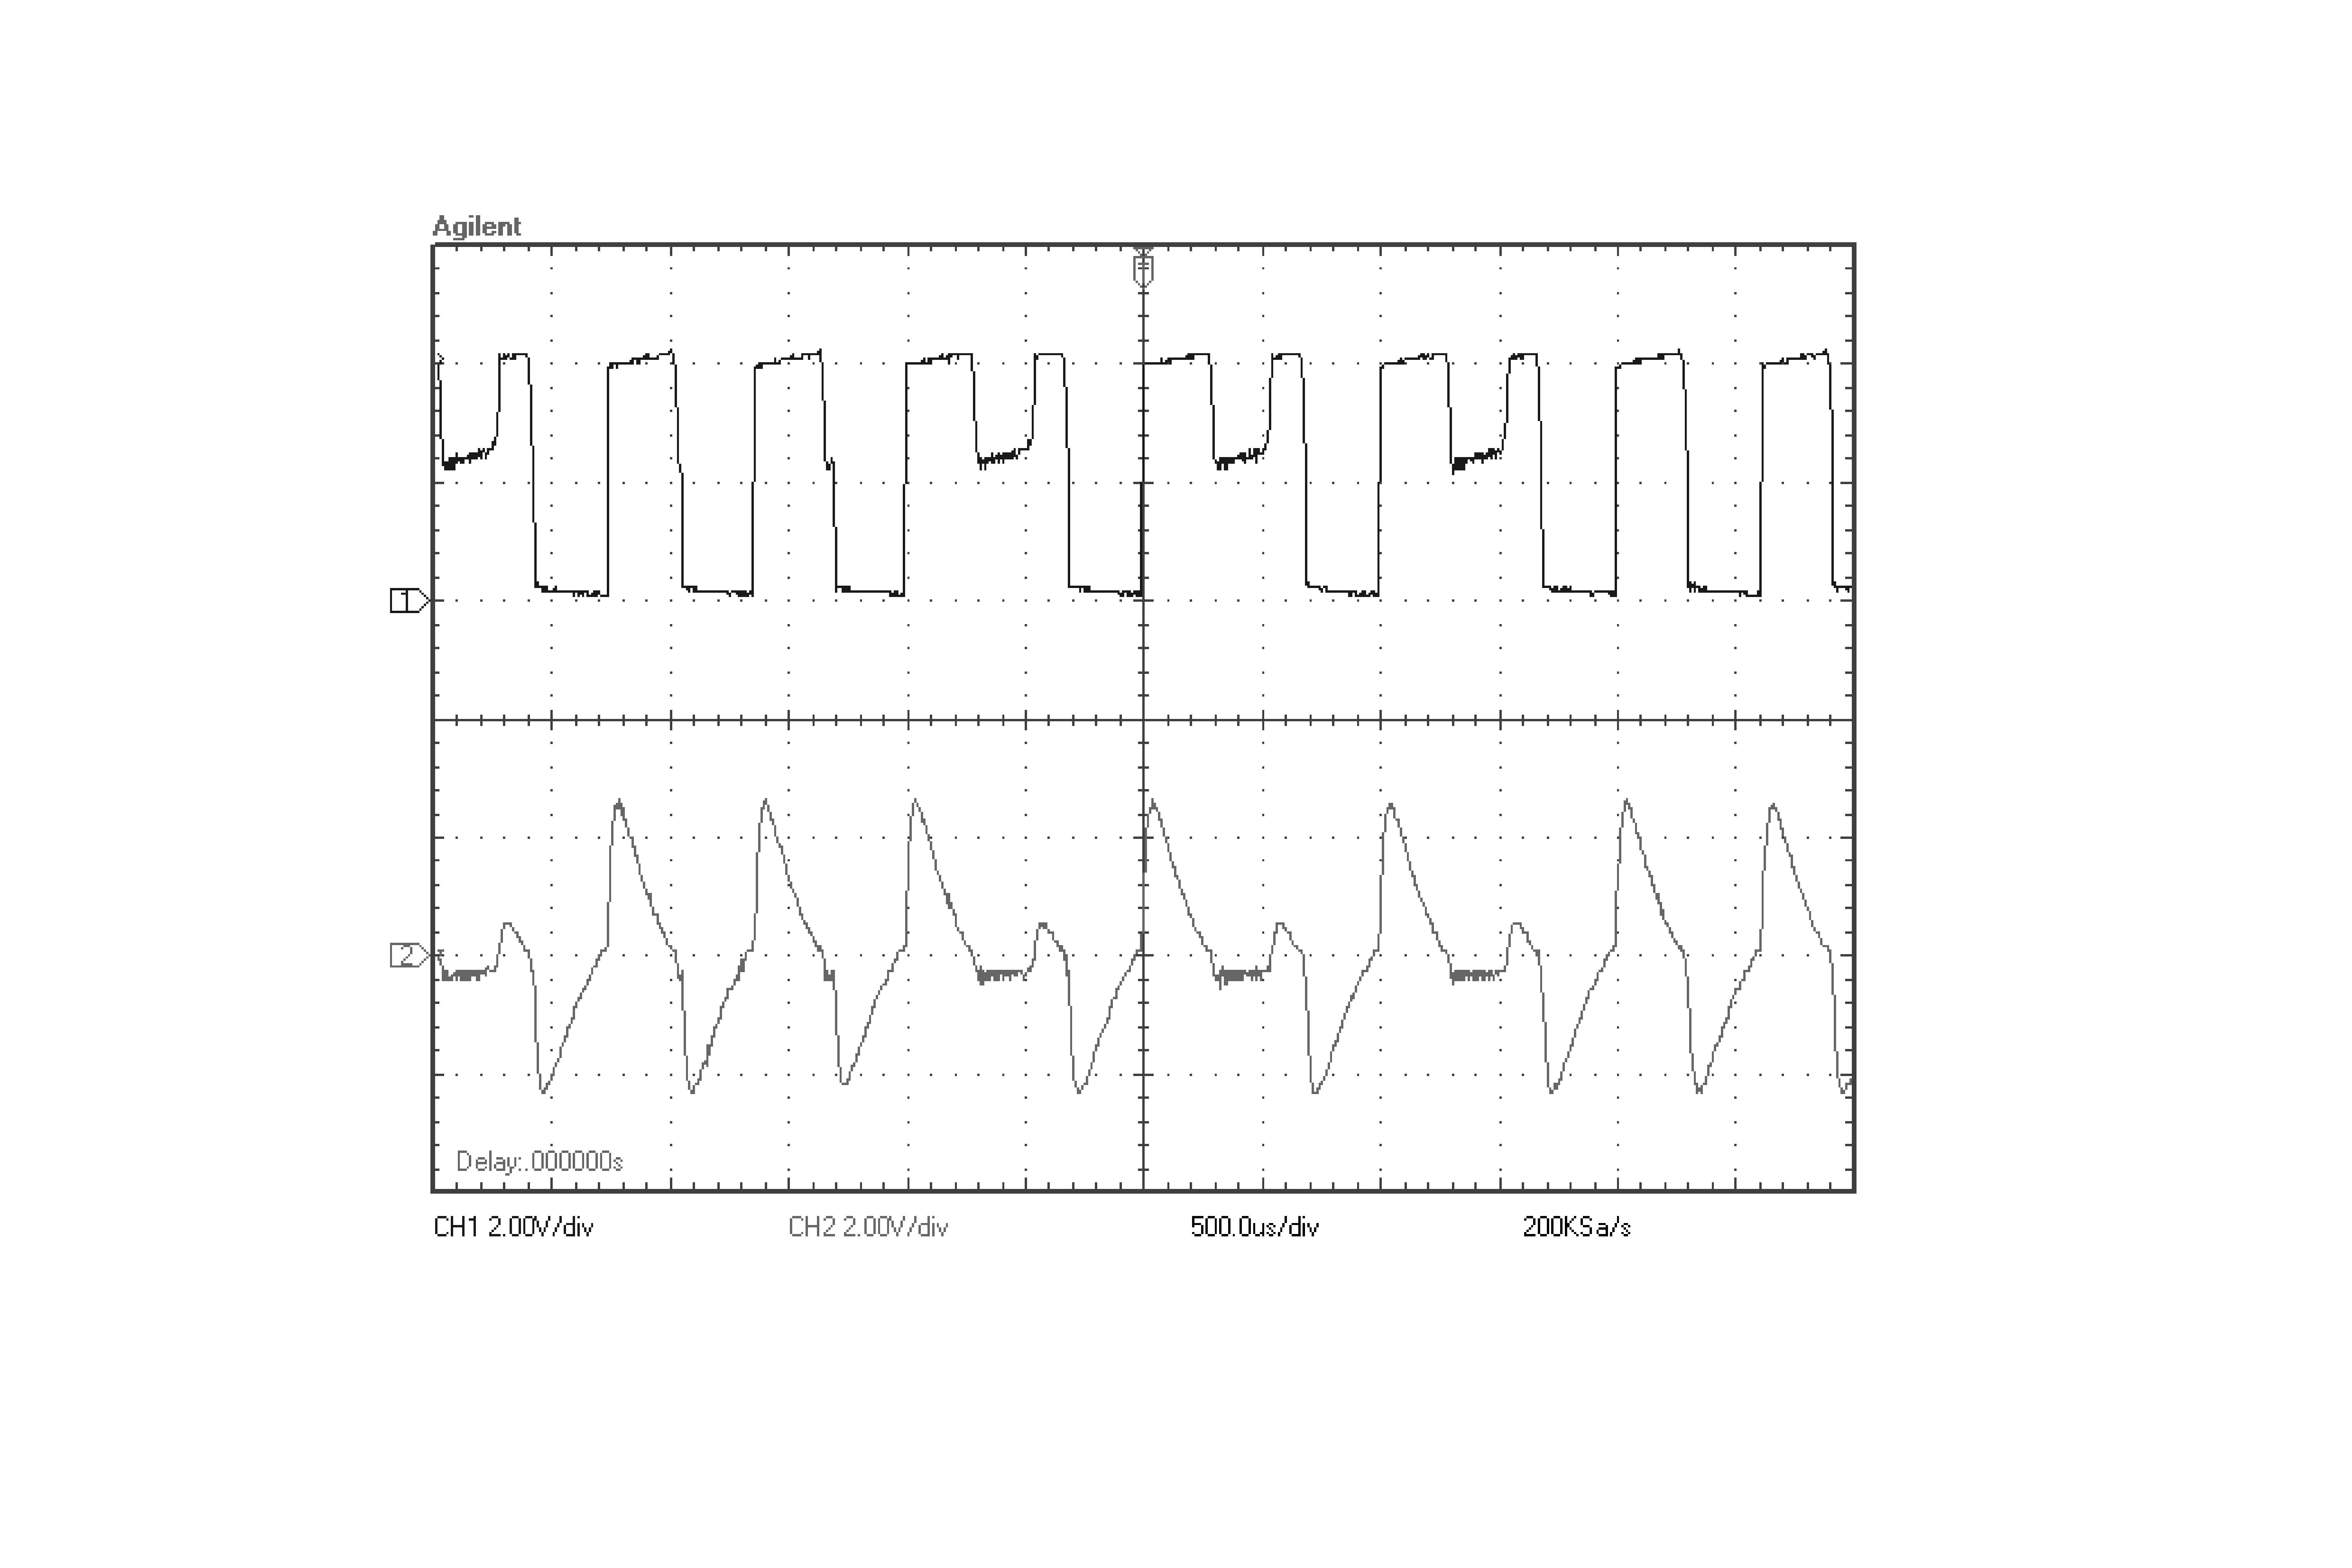 Agilent
1
2
Delay:.000000s
CH1 2.00V/div CH2 2.00V/div 500.0us/div 200KSa/s